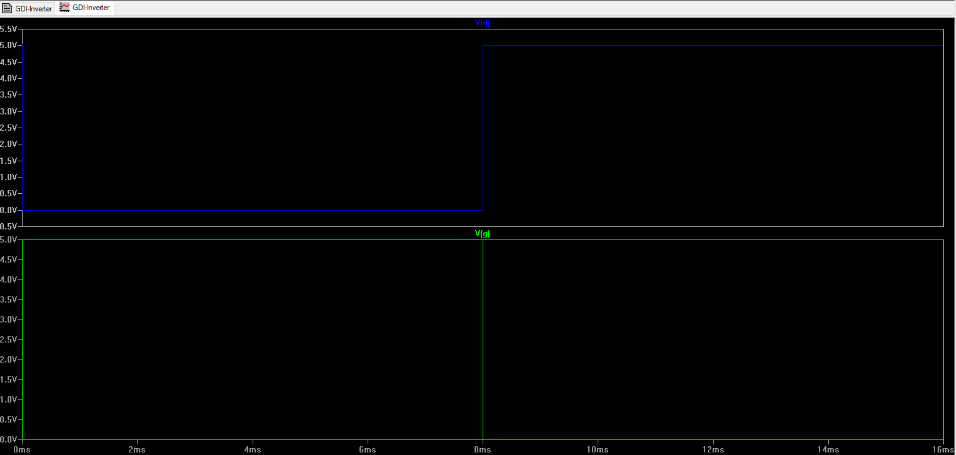 GDI-Inverter GDI-Inverter
V(d)
5.5V
5.0V
4.5V
4.0V
3.5V
3.0V
2.5V
2.0V
1.5V
1.0V
0.5V
0.0V
0.5V
V(g)
5.0V
4.5V
4.0V
3.5V
3.0V
2.5V
2.0V
1.5V
1.0V
0.5V
0.0V
0ms 2ms 4ms 6ms 8ms 10ms 12ms 14ms 16ms